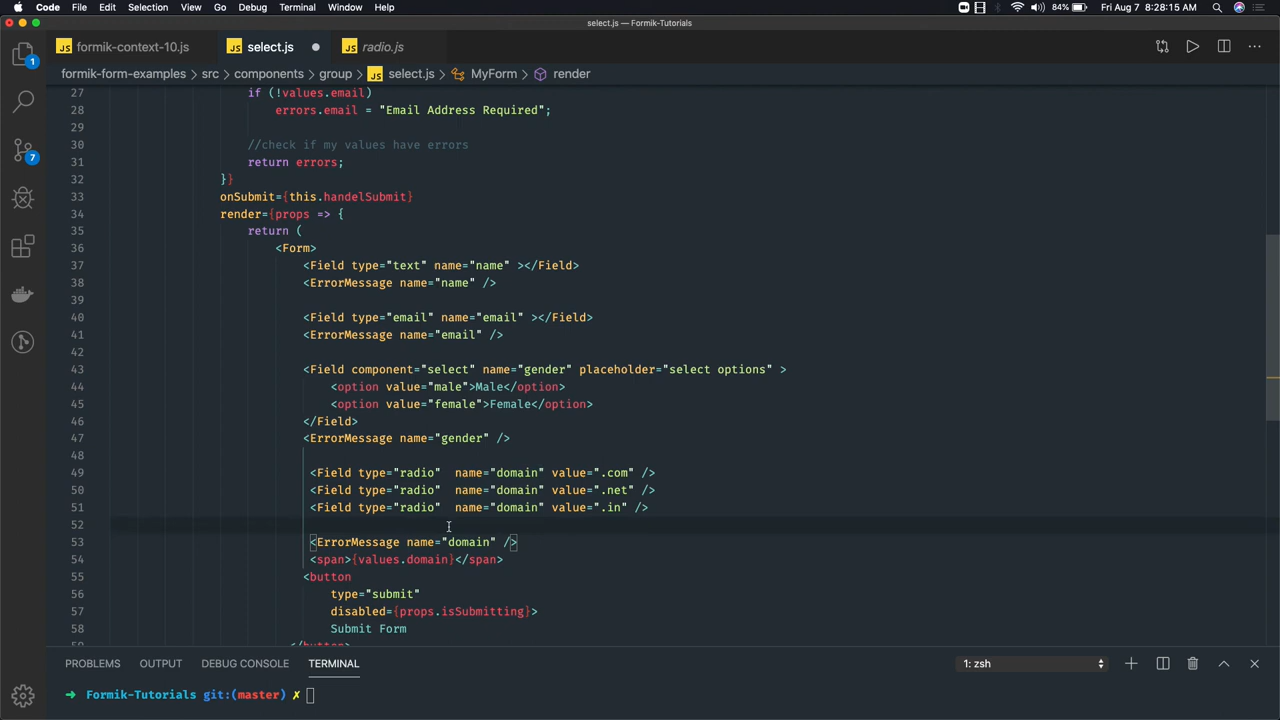 Code File Edit Selection View Go Debug Terminal Window Help 84% Fri Aug 7 8:28:15 AM
select.js — Formik-Tutorials
JS formik-context-10.js JS select.js JS radio.js
formik-form-examples > src > components > group > JS select.js > MyForm > render
27 if (!values.email)
28 errors.email = "Email Address Required";
29
30 //check if my values have errors
31 return errors;
32 }}
33 onSubmit={this.handelSubmit}
34 render={props => {
35 return (
36 <Form>
37 <Field type="text" name="name" ></Field>
38 <ErrorMessage name="name" />
39
40 <Field type="email" name="email" ></Field>
41 <ErrorMessage name="email" />
42
43 <Field component="select" name="gender" placeholder="select options" >
44 <option value="male">Male</option>
45 <option value="female">Female</option>
46 </Field>
47 <ErrorMessage name="gender" />
48
49 <Field type="radio"  name="domain" value=".com" />
50 <Field type="radio"  name="domain" value=".net" />
51 <Field type="radio"  name="domain" value=".in" />
52
53 <ErrorMessage name="domain" />
54 <span>{values.domain}</span>
55 <button
56 type="submit"
57 disabled={props.isSubmitting}>
58 Submit Form
59 </button>
PROBLEMS OUTPUT DEBUG CONSOLE TERMINAL 1: zsh
➜ Formik-Tutorials git:(master) ✗
1
7